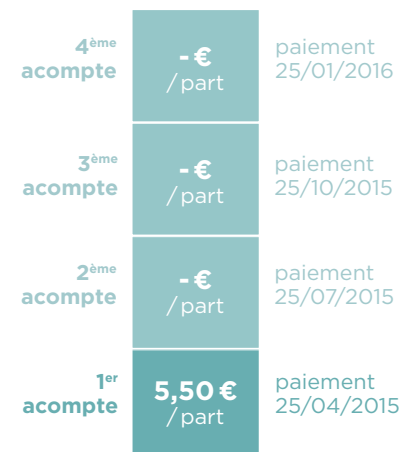 4ème
acompte
- €
/ part
paiement
25/01/2016
3ème
acompte
- €
/ part
paiement
25/10/2015
2ème
acompte
- €
/ part
paiement
25/07/2015
1er
acompte
5,50 €
/ part
paiement
25/04/2015